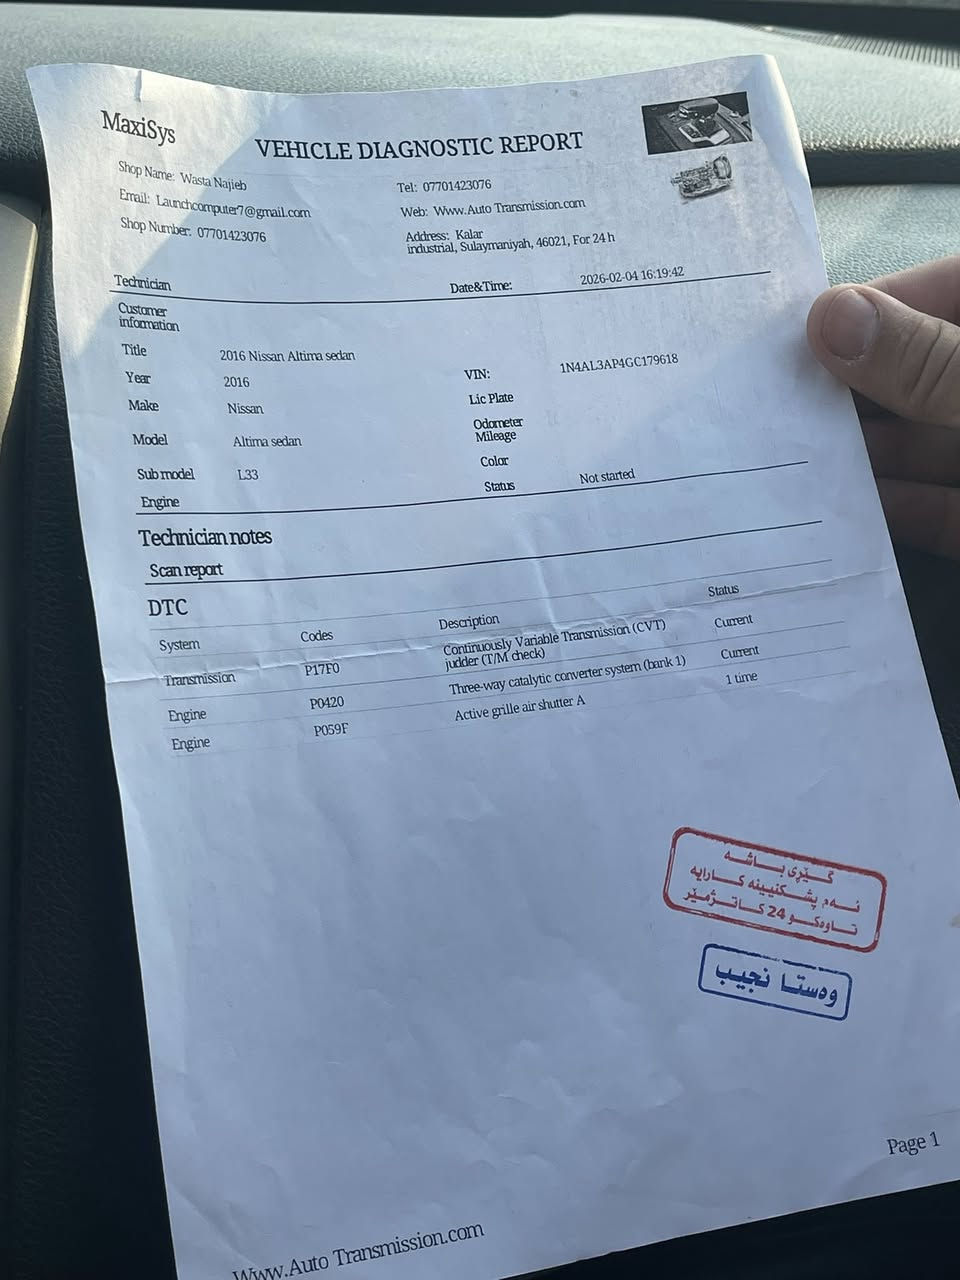 MaxiSys
VEHICLE DIAGNOSTIC REPORT
Shop Name: Wasta Najieb
Tel: 07701423076
Email: Launchcomputer7@gmail.com
Web: Www.Auto Transmission.com
Shop Number: 07701423076
Address: Kalar
industrial, Sulaymaniyah, 46021, For 24 h
Technician
Date&Time: 2026-02-04 16:19:42
Customer
information
Title 2016 Nissan Altima sedan
Year 2016
VIN: 1N4AL3AP4GC179618
Make Nissan
Lic Plate
Model Altima sedan
Odometer
Mileage
Sub model L33
Color
Engine
Status Not started
Technician notes
Scan report
DTC
System Codes Description Status
Transmission P17F0 Continuously Variable Transmission (CVT)
judder (T/M check) Current
Engine P0420 Three-way catalytic converter system (bank 1) Current
Engine P059F Active grille air shutter A 1 time
گێڕی باشە
ئەم پشکنینە کارایە
تاوەکو 24 کاتژمێر
وەستا نجیب
Page 1
Www.Auto Transmission.com